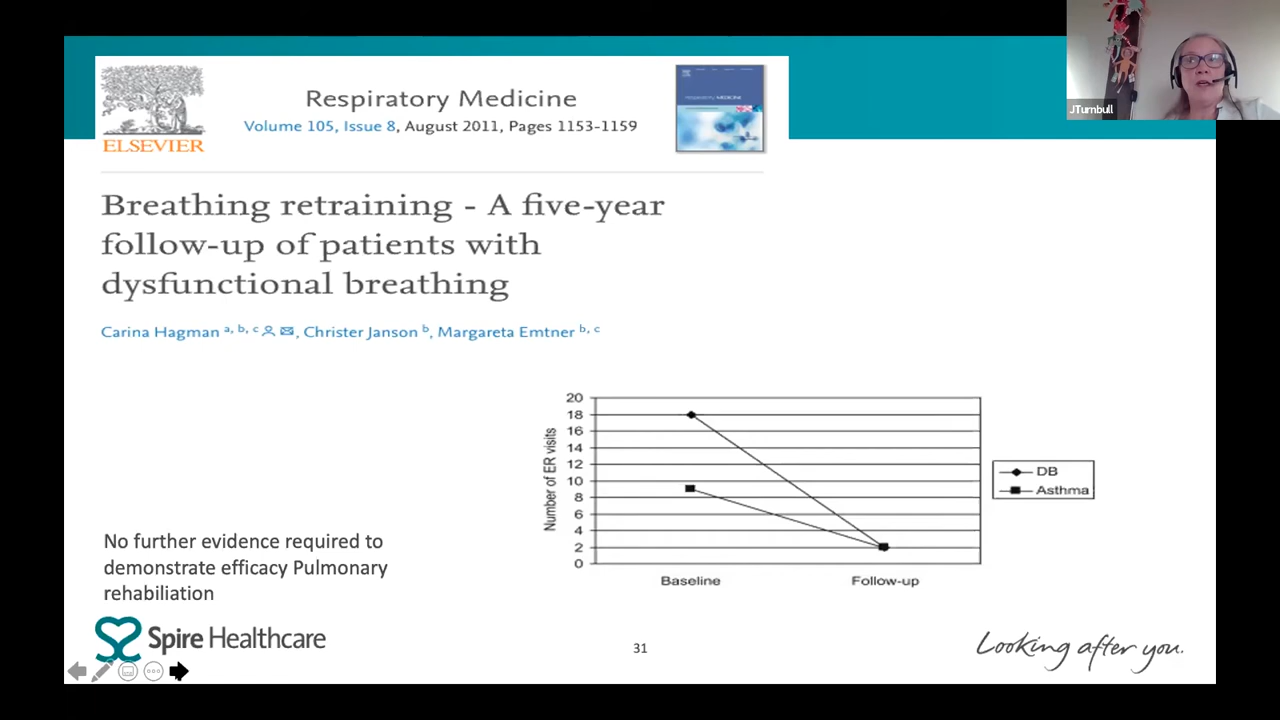 JTurnbull
ELSEVIER
Respiratory Medicine
Volume 105, Issue 8, August 2011, Pages 1153-1159
Breathing retraining - A five-year
follow-up of patients with
dysfunctional breathing
Carina Hagman a, b, c, Christer Janson b, Margareta Emtner b, c
Number of ER visits
20
18
16
14
12
10
8
6
4
2
0
Baseline
Follow-up
DB
Asthma
No further evidence required to
demonstrate efficacy Pulmonary
rehabiliation
Spire Healthcare
31
Looking after you.